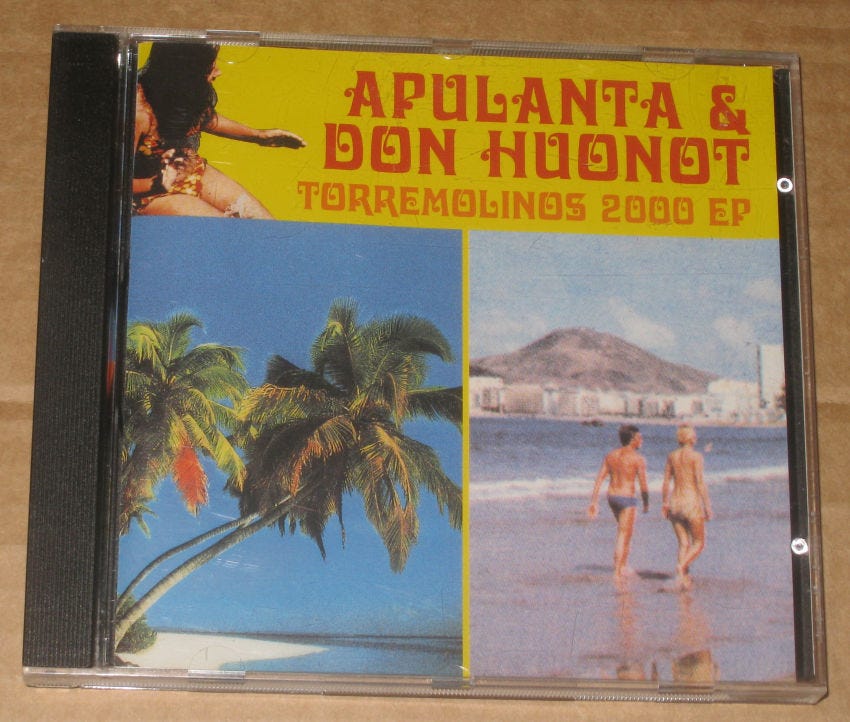 APULANTA &
DON HUONOT
TORREMOLINOS 2000 EP